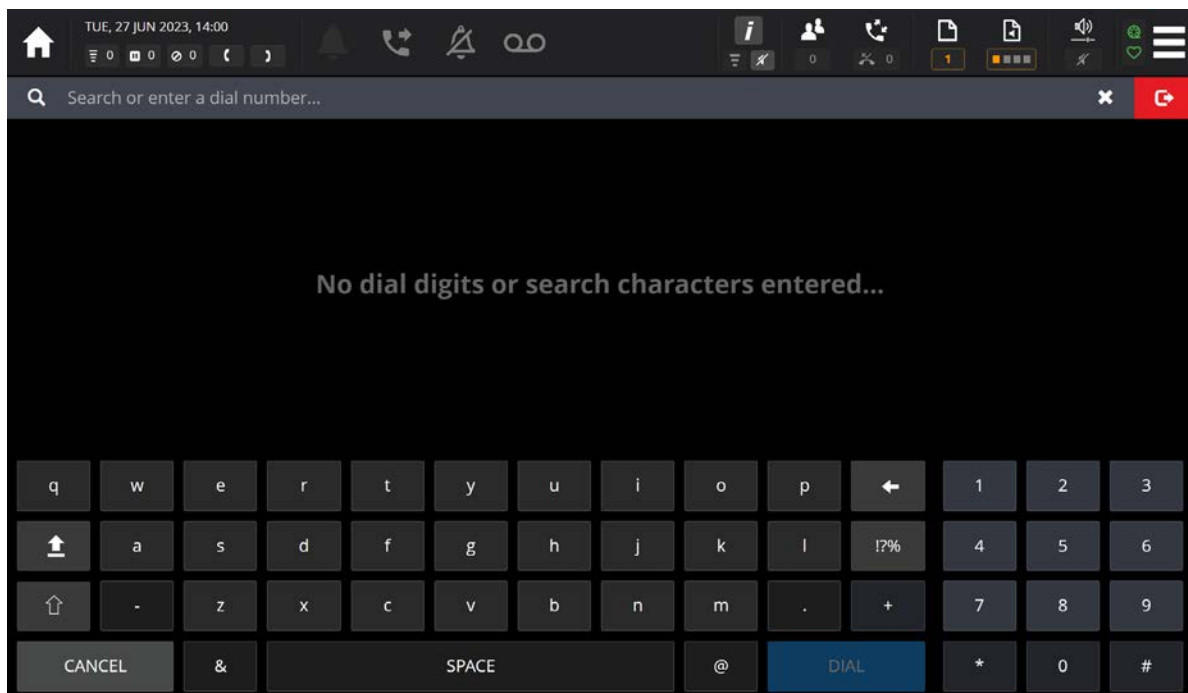 TUE, 27 JUN 2023, 14:00
0 0 0
i 0 0 1
Search or enter a dial number...
No dial digits or search characters entered...
q w e r t y u i o p 1 2 3
a s d f g h j k l !?% 4 5 6
- z x c v b n m . + 7 8 9
CANCEL & SPACE @ DIAL * 0 #